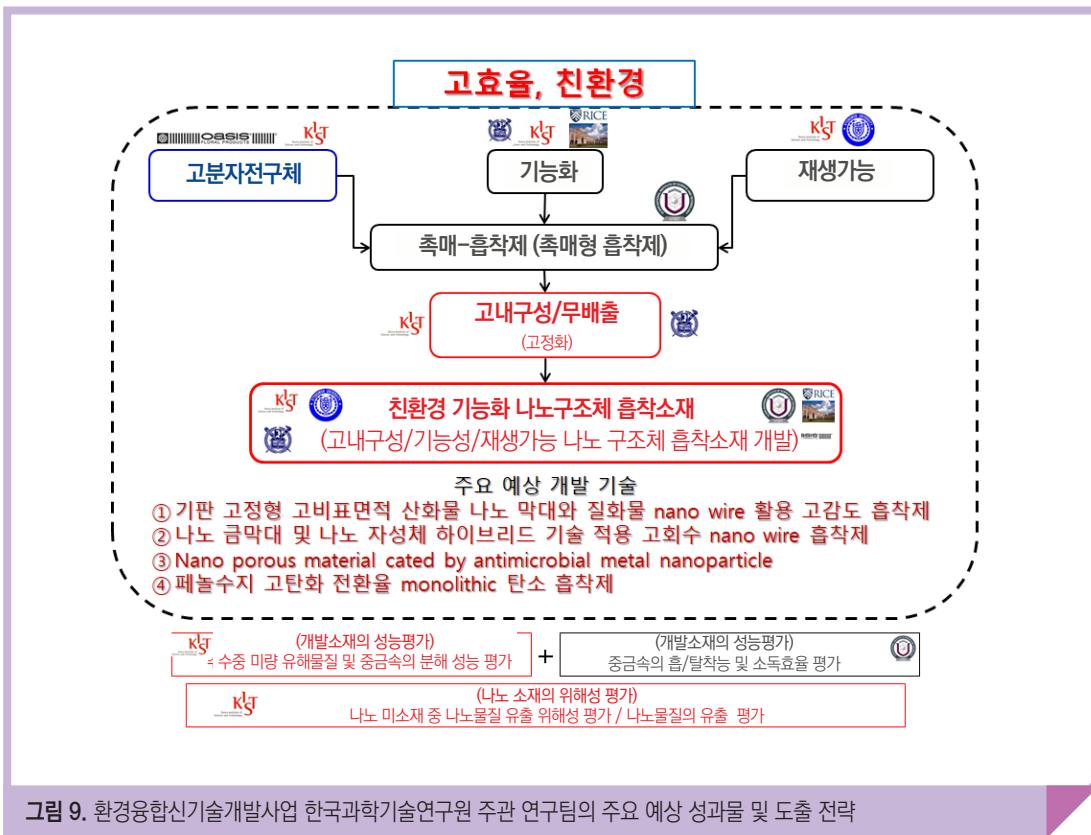 고효율, 친환경
OASIS
FLORAL PRODUCTS
KIST
KIST
RICE
KIST
고분자전구체
기능화
재생가능
촉매-흡착제 (촉매형 흡착제)
KIST
고내구성/무배출
(고정화)
KIST
친환경 기능화 나노구조체 흡착소재
RICE
(고내구성/기능성/재생가능 나노 구조체 흡착소재 개발)
주요 예상 개발 기술
① 기판 고정형 고비표면적 산화물 나노 막대와 질화물 nano wire 활용 고감도 흡착제
② 나노 금막대 및 나노 자성체 하이브리드 기술 적용 고회수 nano wire 흡착제
③ Nano porous material cated by antimicrobial metal nanoparticle
④ 페놀수지 고탄화 전환율 monolithic 탄소 흡착제
KIST
(개발소재의 성능평가)
수중 미량 유해물질 및 중금속의 분해 성능 평가
+
(개발소재의 성능평가)
중금속의 흡/탈착능 및 소독효율 평가
KIST
(나노 소재의 위해성 평가)
나노 미소재 중 나노물질 유출 위해성 평가 / 나노물질의 유출 평가
그림 9. 환경융합신기술개발사업 한국과학기술연구원 주관 연구팀의 주요 예상 성과물 및 도출 전략